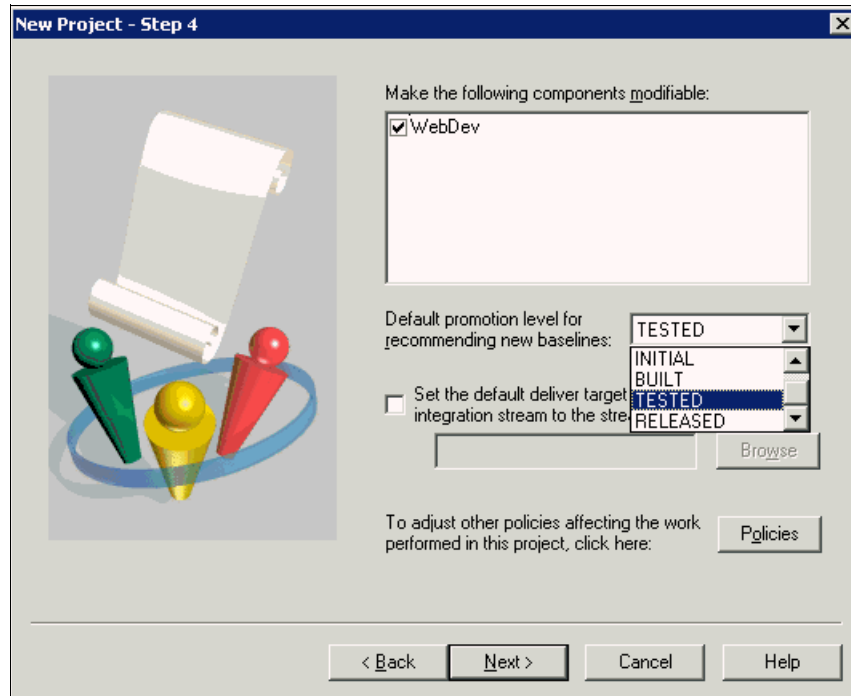 New Project - Step 4
Make the following components modifiable:
WebDev
Default promotion level for
recommending new baselines:
TESTED
INITIAL
BUILT
TESTED
RELEASED
Set the default deliver target
integration stream to the
Browse
To adjust other policies affecting the work
performed in this project, click here:
Policies
< Back
Next >
Cancel
Help